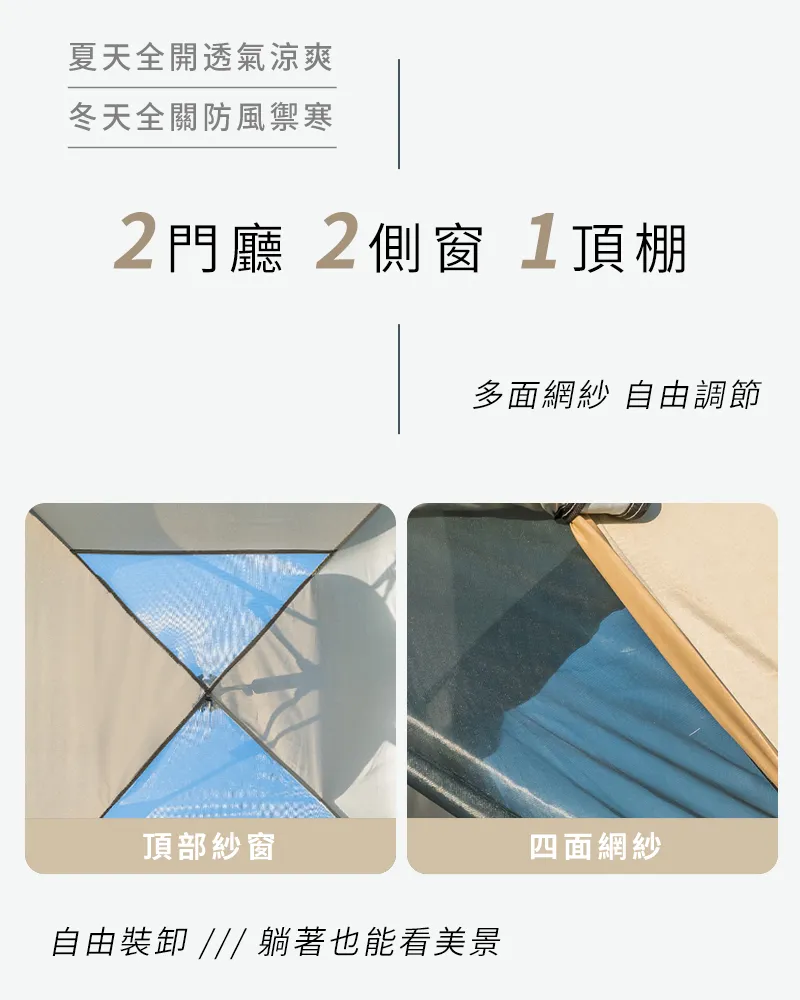 夏天全開透氣涼爽
冬天全關防風禦寒
2門廳 2側窗 1頂棚
多面網紗 自由調節
頂部紗窗
四面網紗
自由裝卸 /// 躺著也能看美景